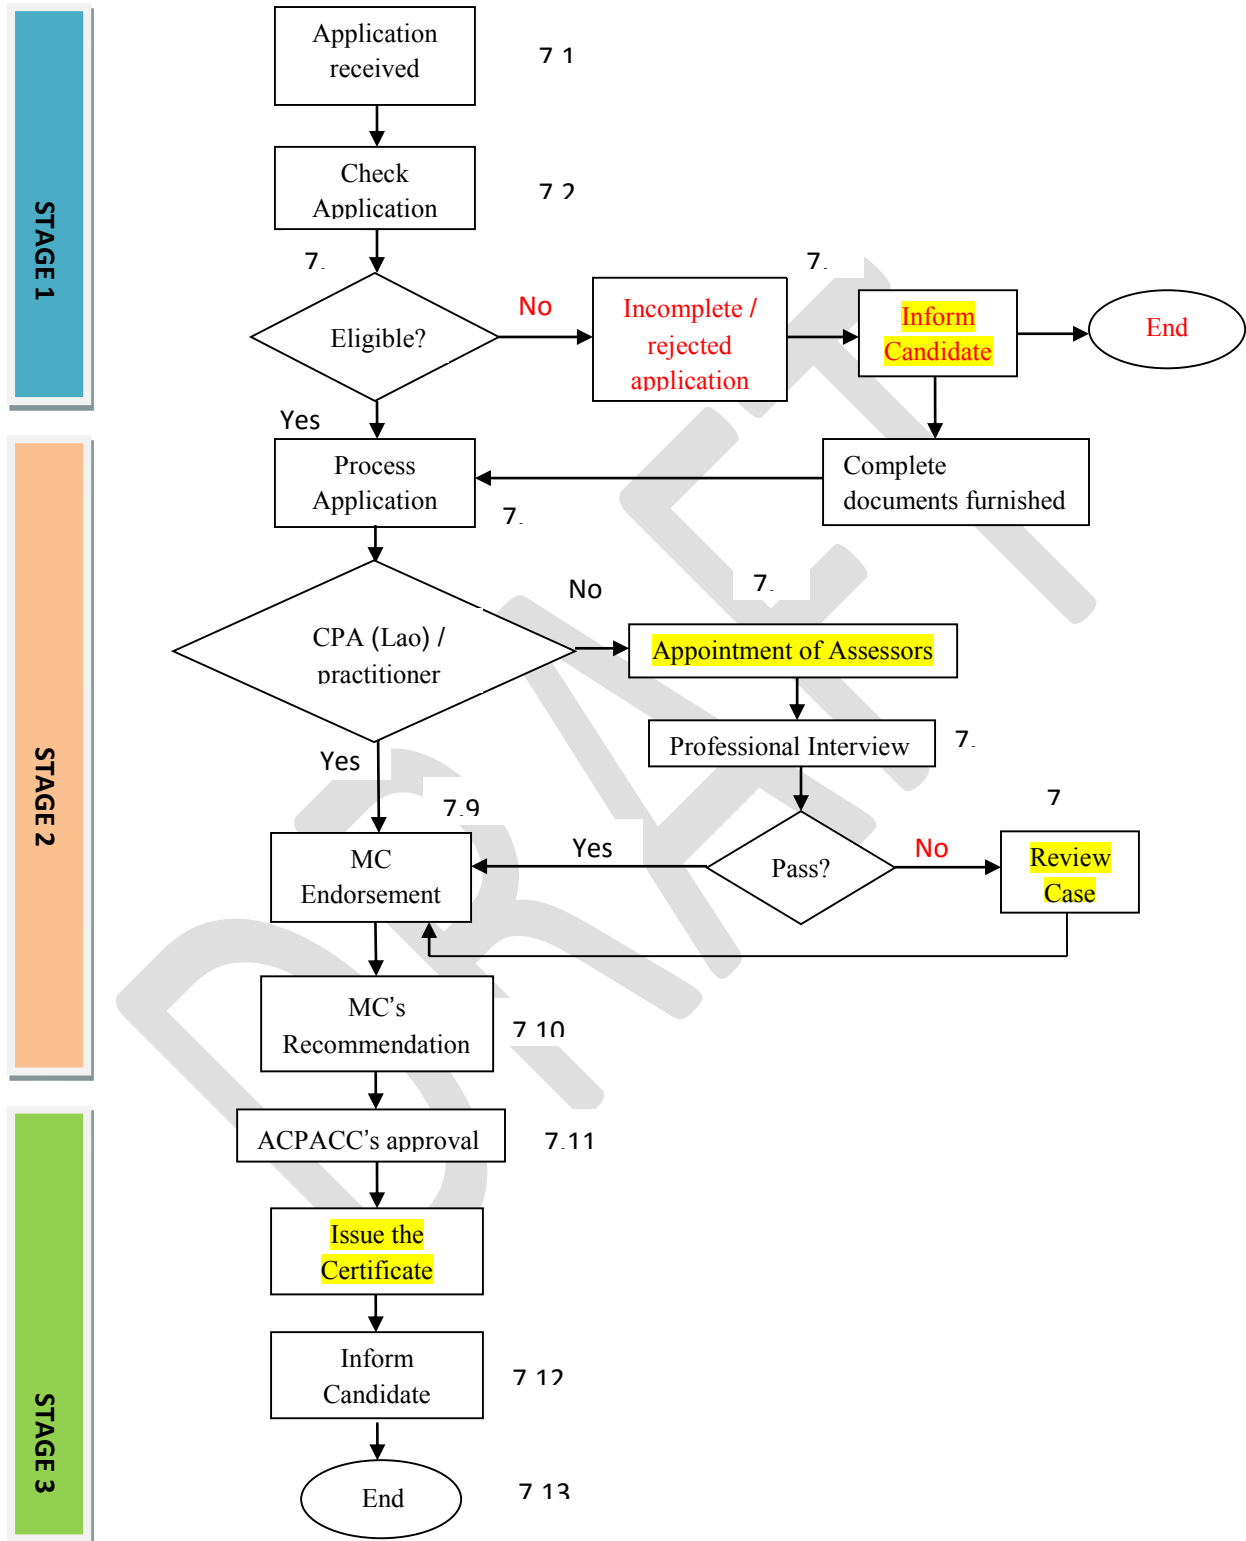 STAGE 1
Application
received
7.1
Check
Application
7.2
7.
Eligible?
No
Incomplete /
rejected
application
7.
Inform
Candidate
End
Yes
STAGE 2
Process
Application
7.
Complete
documents furnished
CPA (Lao) /
practitioner
No
7.
Appointment of Assessors
Professional Interview
7.
Yes
7.9
MC
Endorsement
Yes
Pass?
No
7
Review
Case
MC's
Recommendation
7.10
STAGE 3
ACPACC's approval
7.11
Issue the
Certificate
Inform
Candidate
7.12
End
7.13
DRAFT